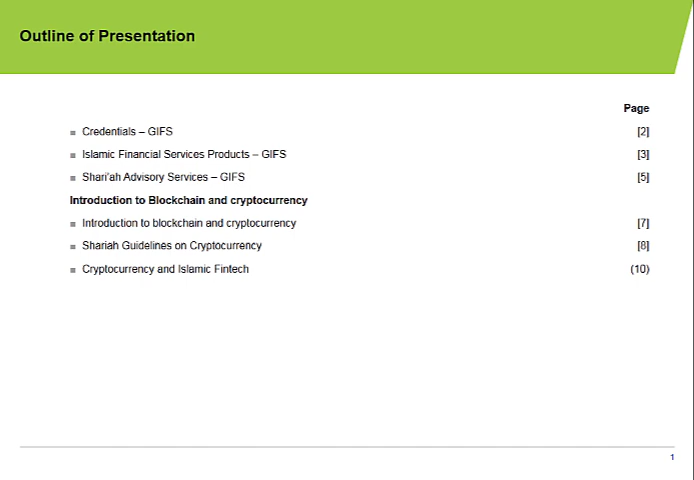 Outline of Presentation
Page
Credentials – GIFS [2]
Islamic Financial Services Products – GIFS [3]
Shari'ah Advisory Services – GIFS [5]
Introduction to Blockchain and cryptocurrency
Introduction to blockchain and cryptocurrency [7]
Shariah Guidelines on Cryptocurrency [8]
Cryptocurrency and Islamic Fintech (10)
1